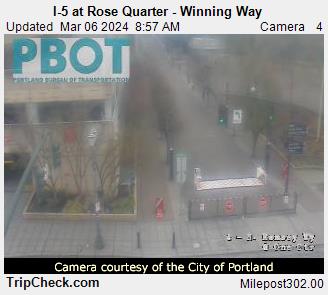 I-5 at Rose Quarter - Winning Way
Updated Mar 06 2024 8:57 AM Camera 4
PBOT
PORTLAND BUREAU OF TRANSPORTATION
Camera courtesy of the City of Portland
TripCheck.com Milepost302.00